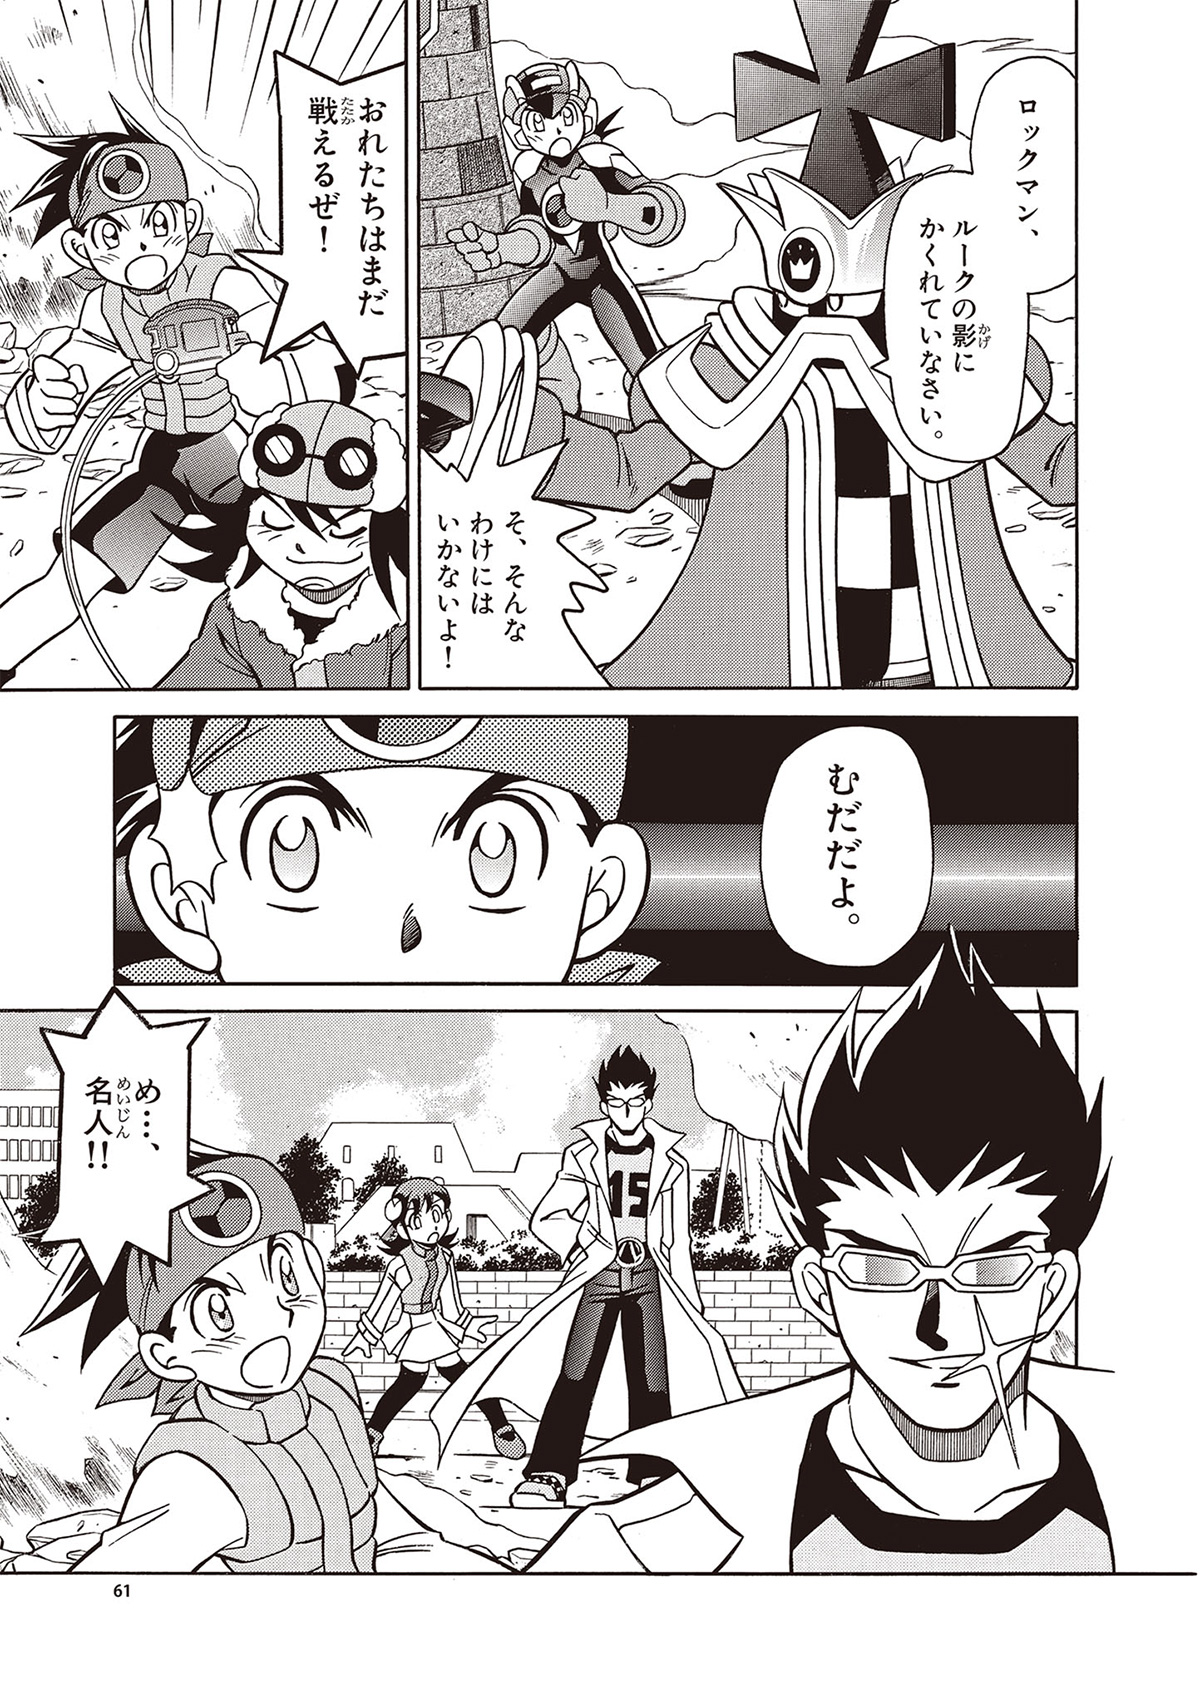 ロックマン、
ルークの影に
かげ
かくれていなさい。
そ、そんな
わけには
いかないよ！
おれたちはまだ
戦えるぜ！
たたか
むだだよ。
め…、
名人!!
めいじん
15
61